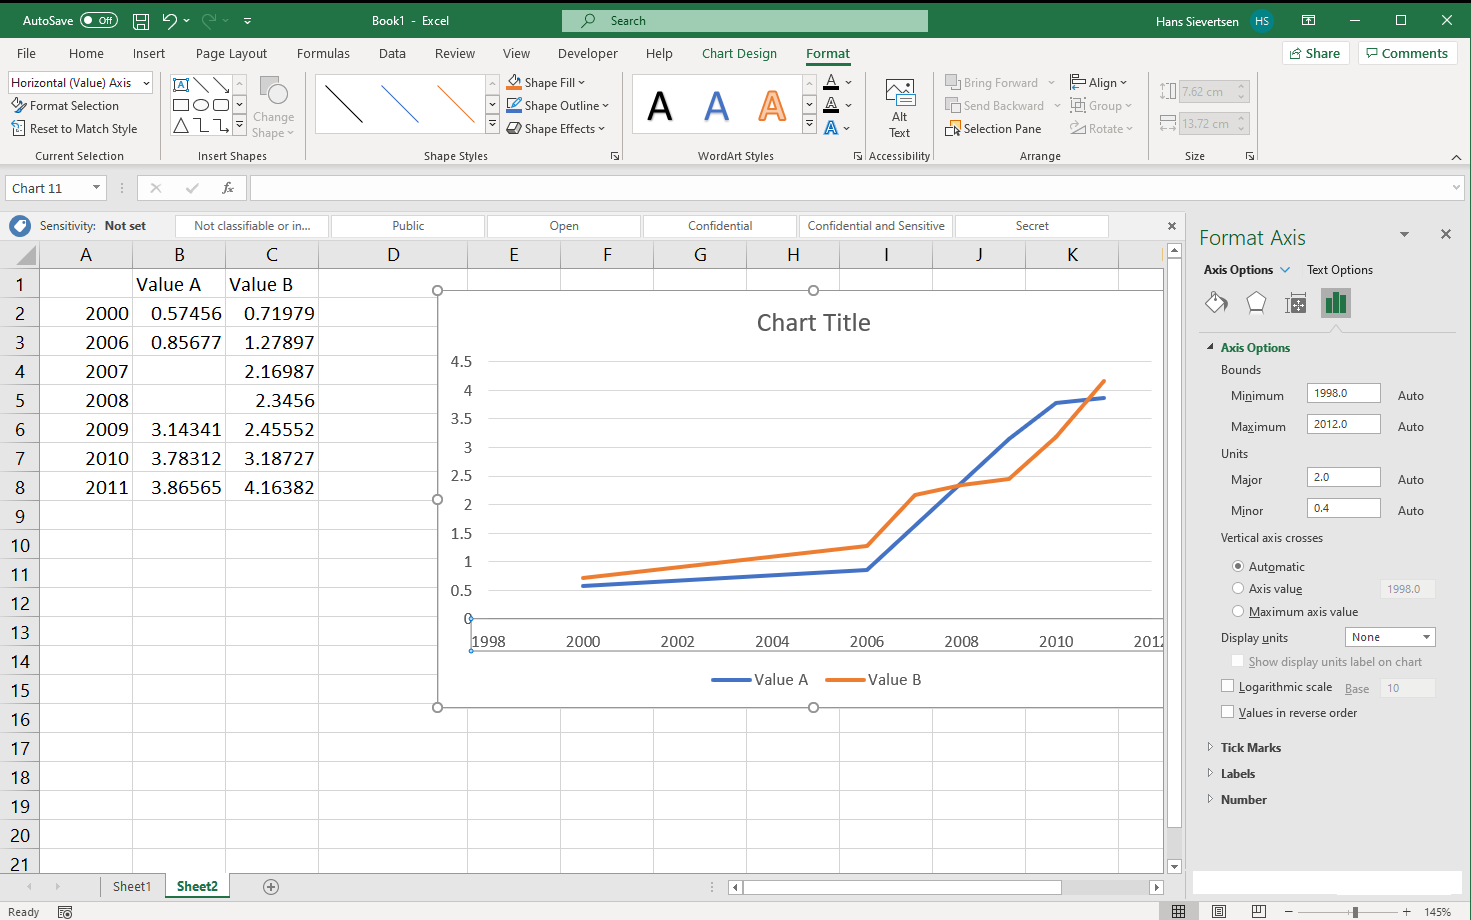 AutoSave Off Book1 - Excel Search Hans Sievertsen HS
File Home Insert Page Layout Formulas Data Review View Developer Help Chart Design Format Share Comments
Horizontal (Value) Axis
Format Selection
Reset to Match Style
Current Selection
A
Change
Shape
Insert Shapes
Shape Fill
Shape Outline
Shape Effects
Shape Styles
A A A
A
A
A
WordArt Styles
Alt
Text
Accessibility
Bring Forward
Send Backward
Selection Pane
Align
Group
Rotate
Arrange
7.62 cm
13.72 cm
Size
Chart 11 fx
Sensitivity: Not set Not classifiable or in... Public Open Confidential Confidential and Sensitive Secret
A B C D E F G H I J K
1 Value A Value B
2 2000 0.57456 0.71979
3 2006 0.85677 1.27897
4 2007 2.16987
5 2008 2.3456
6 2009 3.14341 2.45552
7 2010 3.78312 3.18727
8 2011 3.86565 4.16382
9
10
11
12
13
14
15
16
17
18
19
20
21
Chart Title
4.5
4
3.5
3
2.5
2
1.5
1
0.5
0
1998 2000 2002 2004 2006 2008 2010 2012
Value A Value B
Format Axis
Axis Options Text Options
Axis Options
Bounds
Minimum 1998.0 Auto
Maximum 2012.0 Auto
Units
Major 2.0 Auto
Minor 0.4 Auto
Vertical axis crosses
Automatic
Axis value 1998.0
Maximum axis value
Display units None
Show display units label on chart
Logarithmic scale Base 10
Values in reverse order
Tick Marks
Labels
Number
Sheet1 Sheet2
Ready 145%